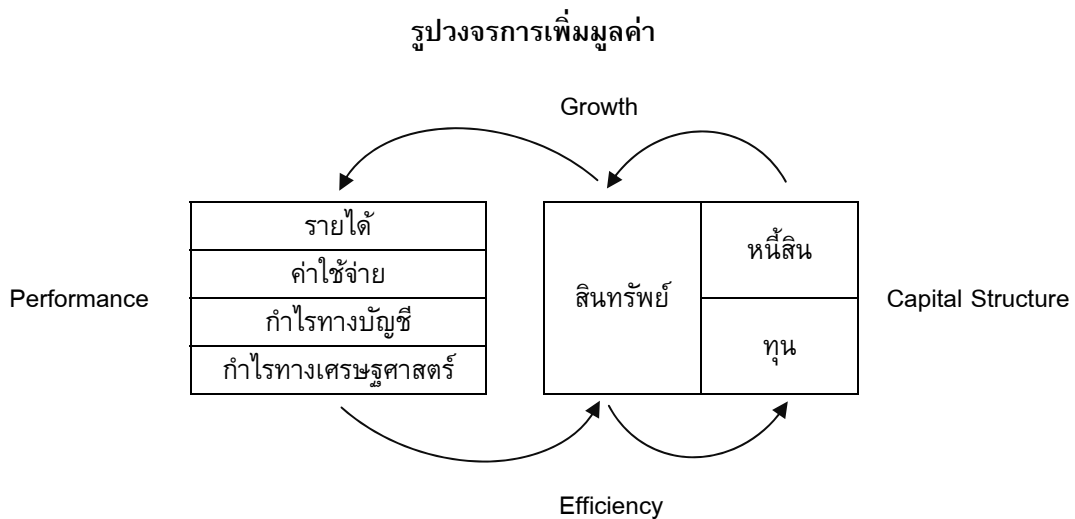 รูปวงจรการเพิ่มมูลค่า
Growth
รายได้
ค่าใช้จ่าย
กำไรทางบัญชี
กำไรทางเศรษฐศาสตร์
Performance
สินทรัพย์
หนี้สิน
ทุน
Capital Structure
Efficiency